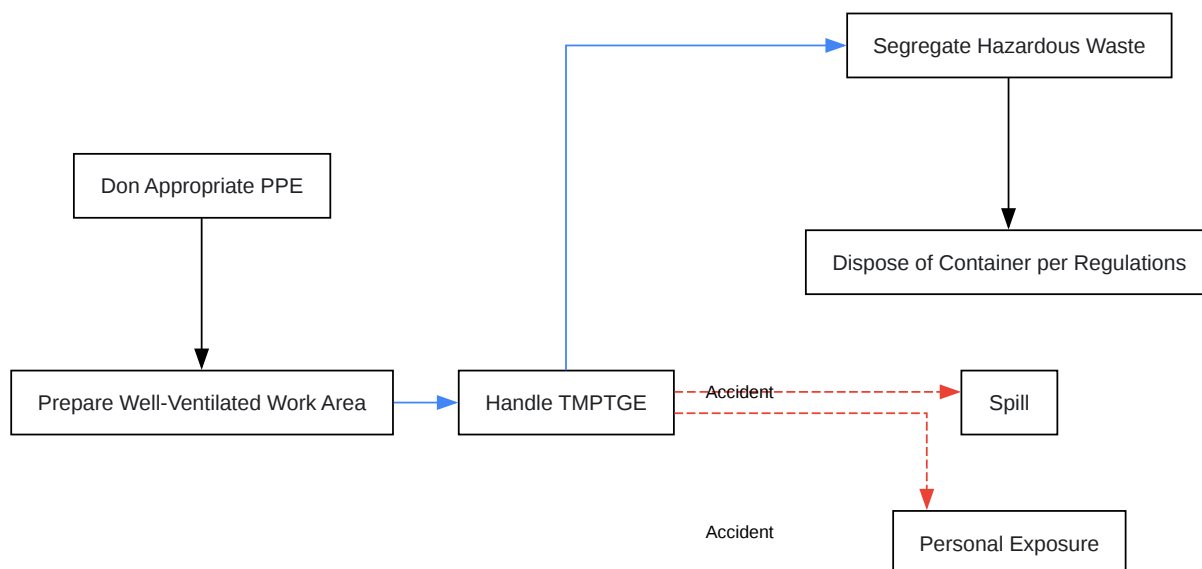 Segregate Hazardous Waste
Don Appropriate PPE
Dispose of Container per Regulations
Prepare Well-Ventilated Work Area
Handle TMPTGE
Accident
Spill
Accident
Personal Exposure